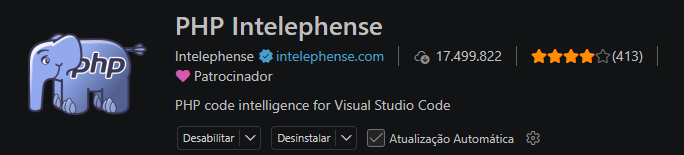 PHP Intelephense
Intelephense intelephense.com 17.499.822 (413)
Patrocinador
PHP code intelligence for Visual Studio Code
Desabilitar Desinstalar Atualização Automática
php